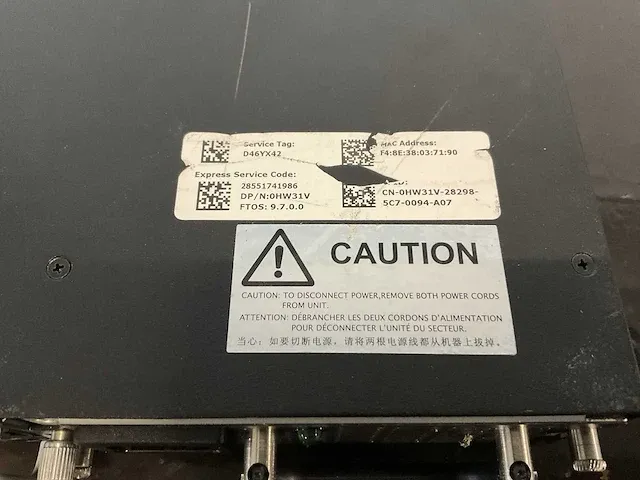 Service Tag:
D46YX42
MAC Address:
F4:8E:38:03:71:90
Express Service Code:
28551741986
DP/N:0HW31V
FTOS: 9.7.0.0
CN-0HW31V-28298-
5C7-0094-A07
CAUTION
CAUTION: TO DISCONNECT POWER,REMOVE BOTH POWER CORDS
FROM UNIT.
ATTENTION: DÉBRANCHER LES DEUX CORDONS D'ALIMENTATION
POUR DÉCONNECTER L'UNITÉ DU SECTEUR.
当心：如要切断电源，请将两根电源线都从机器上拔掉。